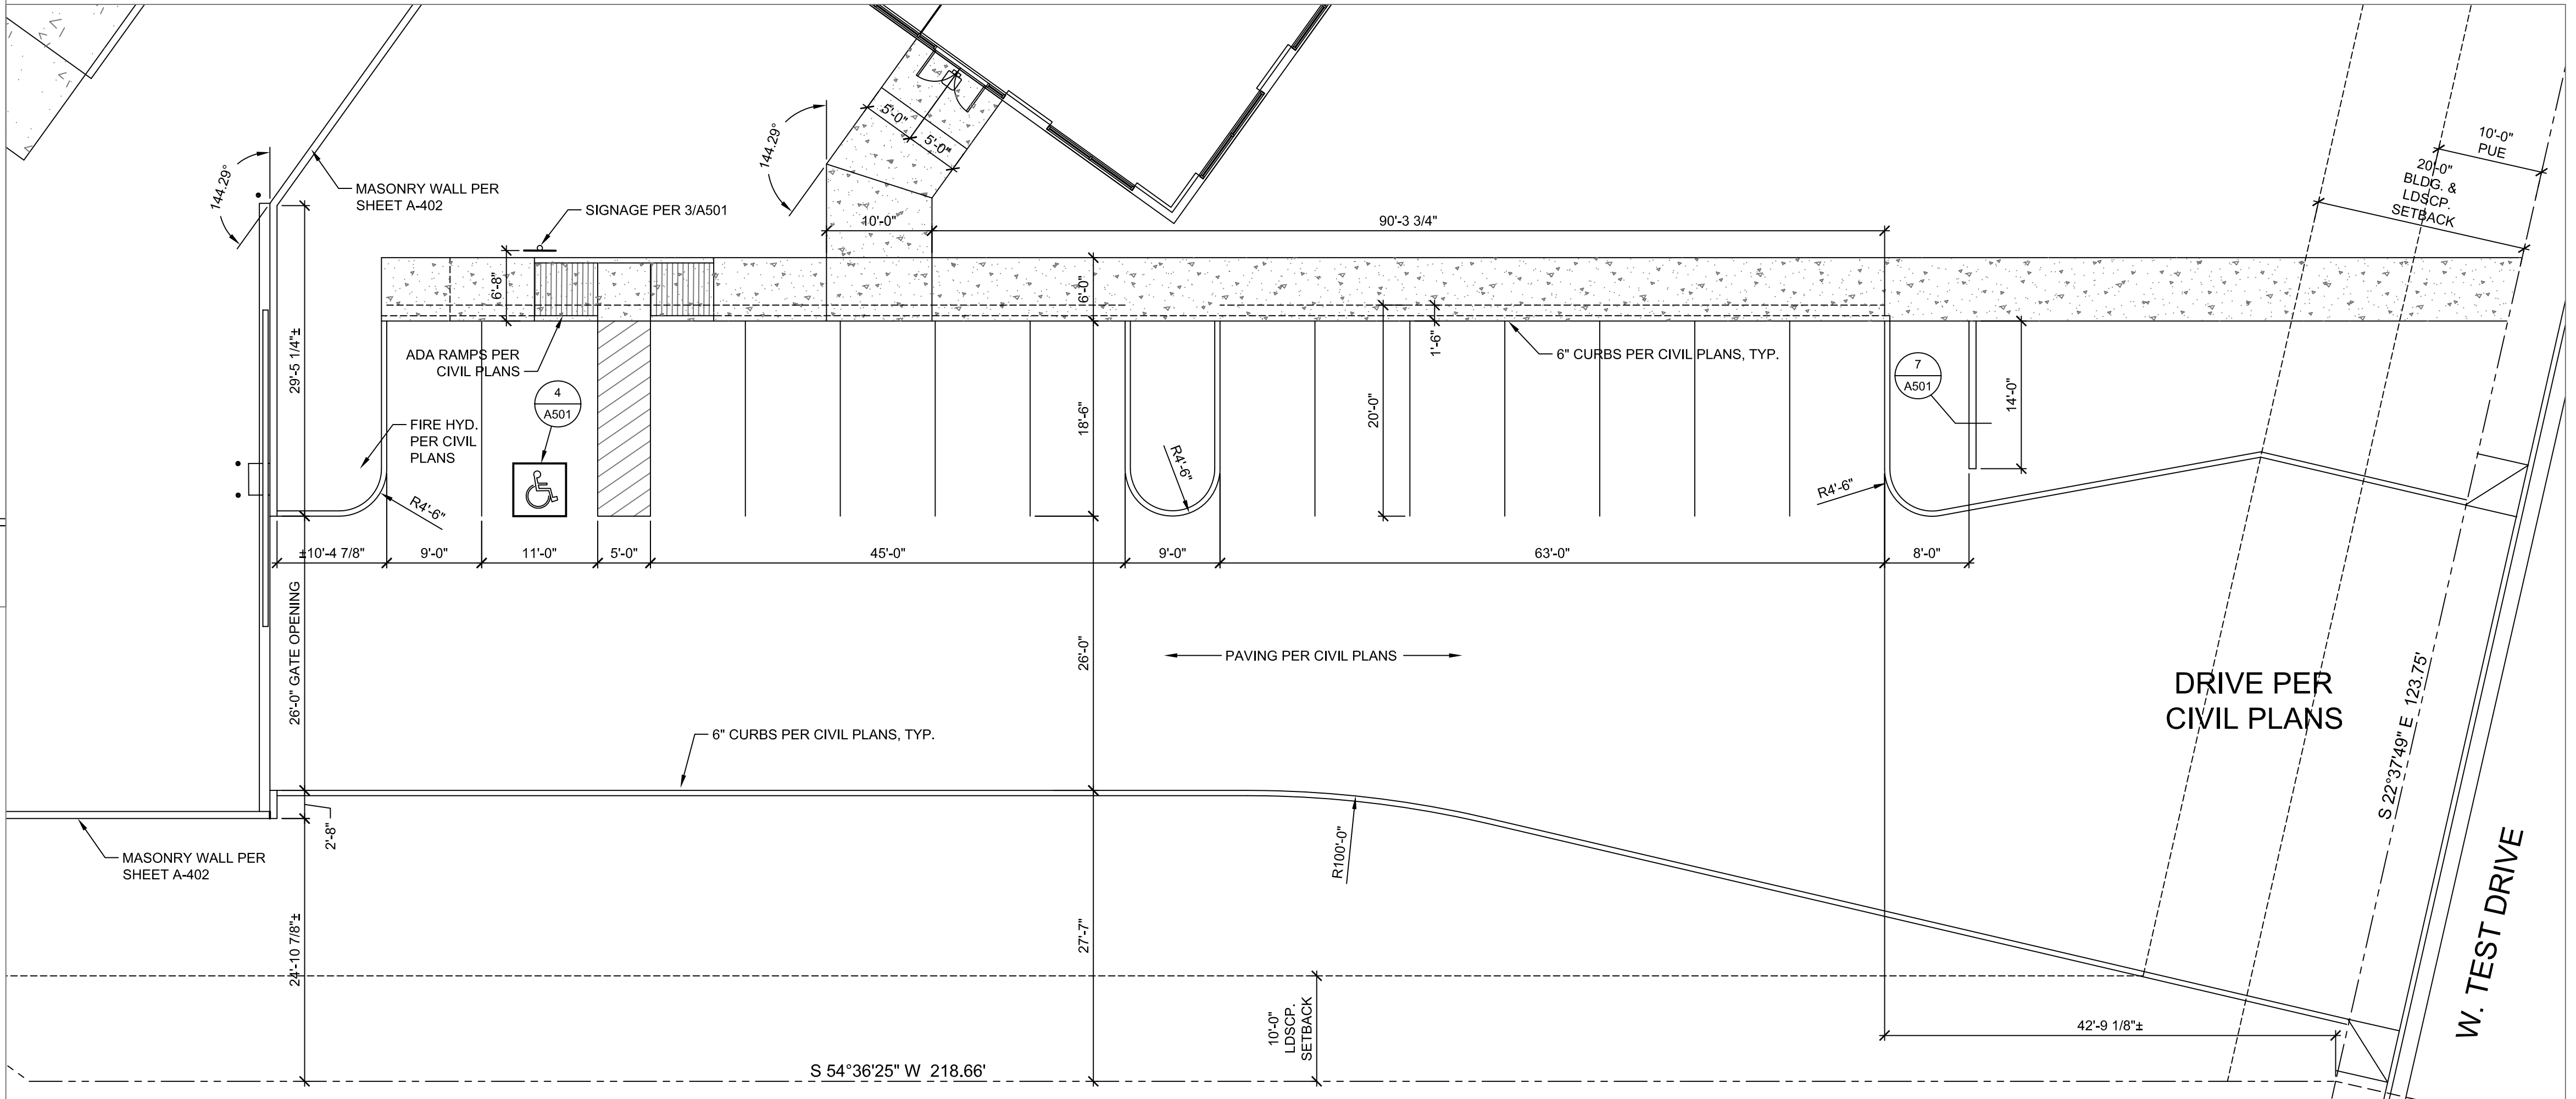 10'-0"
PUE
20'-0"
BLDG. &
LDSCP.
SETBACK
5'-0"
5'-0"
144.29°
144.29°
MASONRY WALL PER
SHEET A-402
SIGNAGE PER 3/A501
10'-0"
90'-3 3/4"
6'-8"
6'-0"
1'-6"
29'-5 1/4"±
ADA RAMPS PER
CIVIL PLANS
6" CURBS PER CIVIL PLANS, TYP.
4
A501
7
A501
14'-0"
18'-6"
20'-0"
FIRE HYD.
PER CIVIL
PLANS
R4'-6"
R4'-6"
R4'-6"
±10'-4 7/8"
9'-0"
11'-0"
5'-0"
45'-0"
9'-0"
63'-0"
8'-0"
26'-0" GATE OPENING
26'-0"
PAVING PER CIVIL PLANS
DRIVE PER
CIVIL PLANS
S 22°37'49" E 123.75'
6" CURBS PER CIVIL PLANS, TYP.
2'-8"
R100'-0"
MASONRY WALL PER
SHEET A-402
W. TEST DRIVE
24'-10 7/8"±
27'-7"
10'-0"
LDSCP.
SETBACK
42'-9 1/8"±
S 54°36'25" W 218.66'